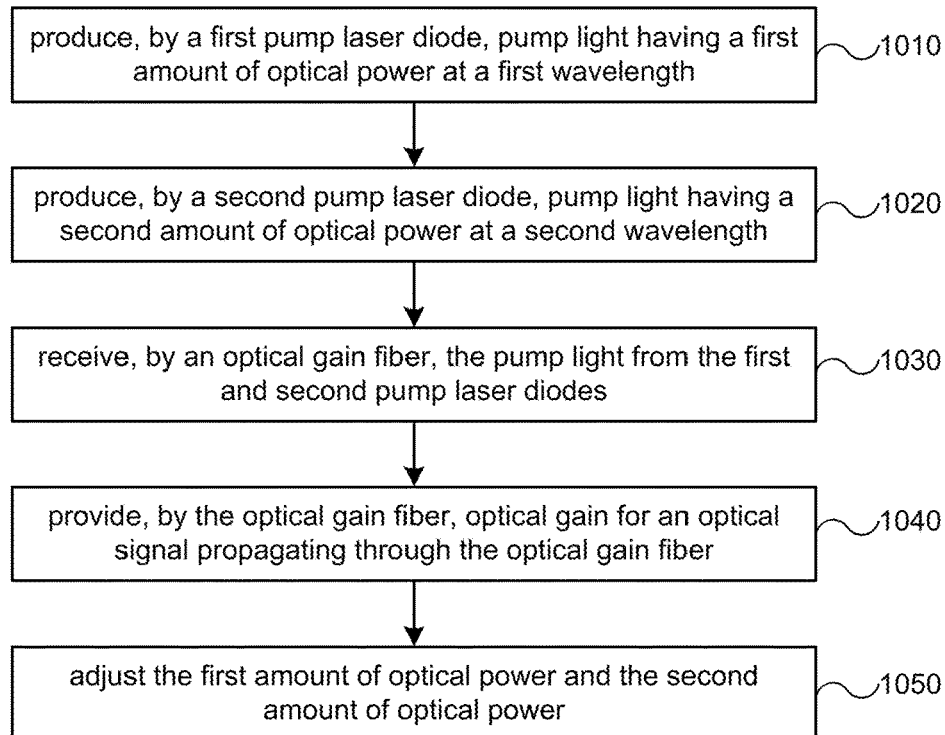 produce, by a first pump laser diode, pump light having a first
amount of optical power at a first wavelength
1010
produce, by a second pump laser diode, pump light having a
second amount of optical power at a second wavelength
1020
receive, by an optical gain fiber, the pump light from the first
and second pump laser diodes
1030
provide, by the optical gain fiber, optical gain for an optical
signal propagating through the optical gain fiber
1040
adjust the first amount of optical power and the second
amount of optical power
1050